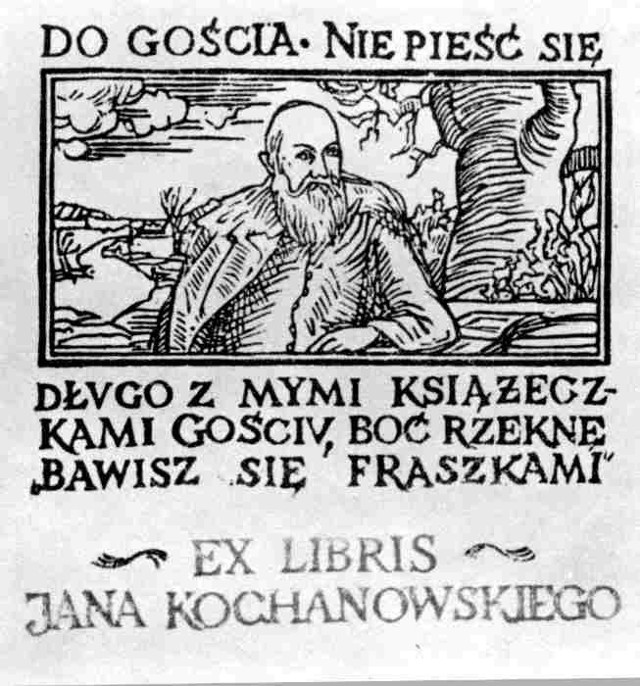 DO GOŚCIA. NIE PIEŚĆ SIĘ
DŁVGO Z MYMI KSIĄŻECZ-
KAMI GOŚCIV, BOĆ RZEKNĘ
„BAWISZ SIĘ FRASZKAMI"
EX LIBRIS
JANA KOCHANOWSKIEGO